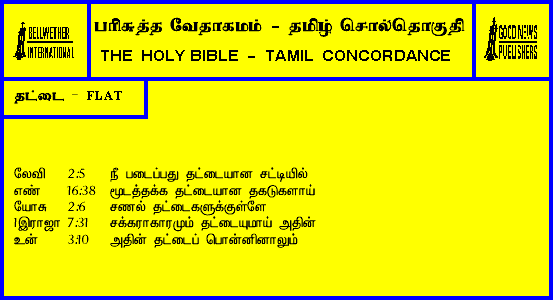 BELLWETHER
INTERNATIONAL
பரிசுத்த வேதாகமம் - தமிழ் சொல்தொகுதி
THE HOLY BIBLE - TAMIL CONCORDANCE
GOOD NEWS
PUBLISHERS
தட்டை - FLAT
லேவி 2:5 நீ படைப்பது தட்டையான சட்டியில்
எண் 16:38 மூடத்தக்க தட்டையான தகடுகளாய்
யோசு 2:6 சணல் தட்டைகளுக்குள்ளே
1இராஜா 7:31 சக்கராகாரமும் தட்டையுமாய் அதின்
உன் 3:10 அதின் தட்டைப் பொன்னினாலும்